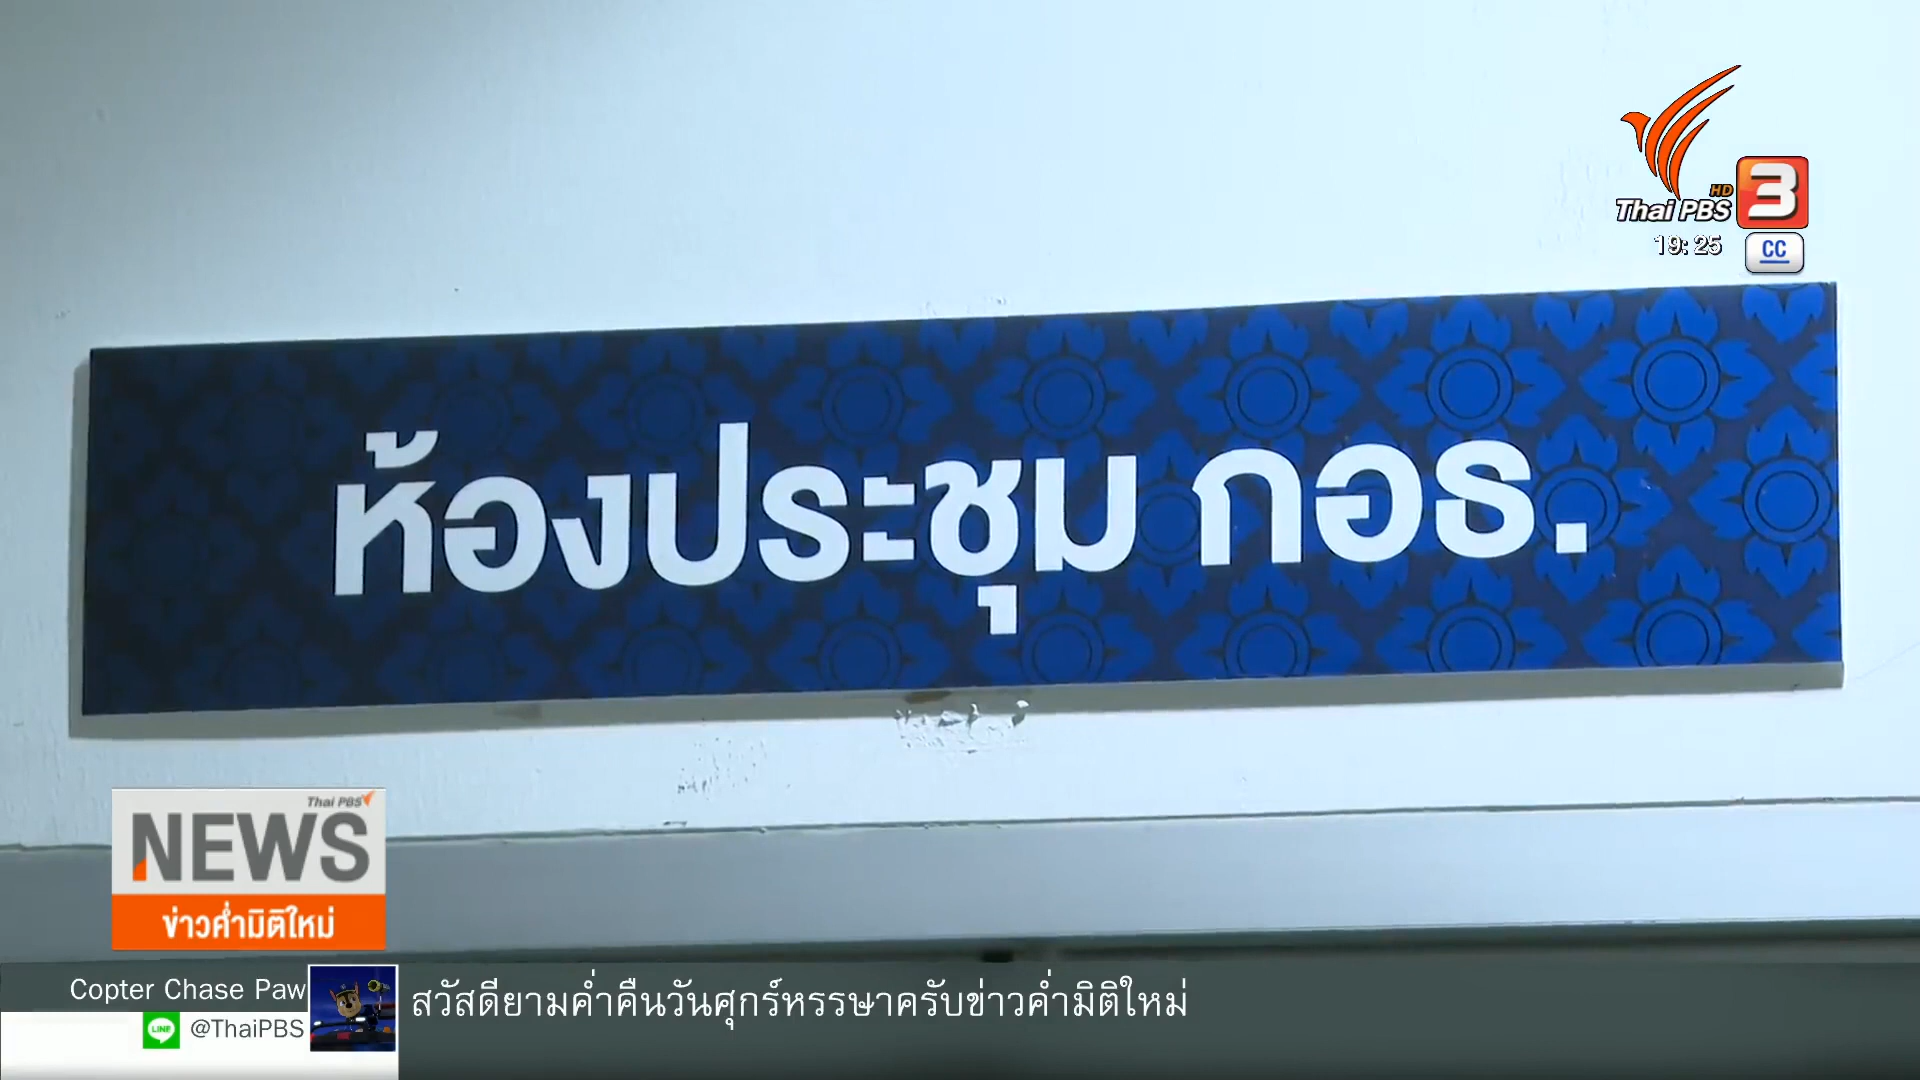 Thai PBS HD 3
19:25 CC
ห้องประชุม กอธ.
Thai PBS
NEWS
ข่าวค่ำมิติใหม่
Copter Chase Paw
LINE @ThaiPBS
สวัสดียามค่ำคืนวันศุกร์หรรษาครับข่าวค่ำมิติใหม่